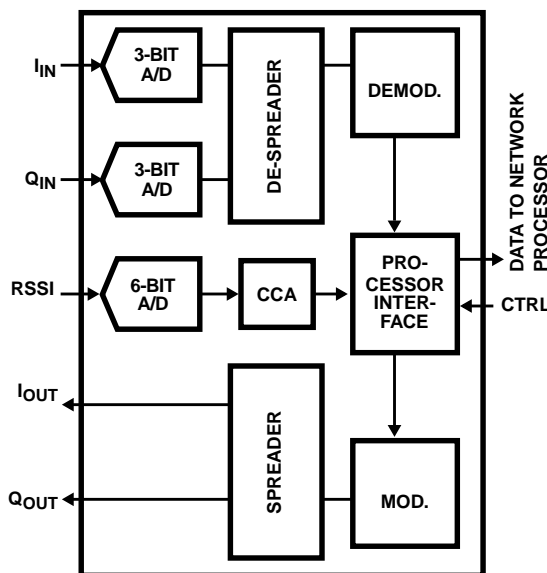 I_IN
3-BIT
A/D
DE-SPREADER
DEMOD.
Q_IN
3-BIT
A/D
DATA TO NETWORK
PROCESSOR
RSSI
6-BIT
A/D
CCA
PRO-
CESSOR
INTER-
FACE
CTRL
I_OUT
SPREADER
Q_OUT
MOD.